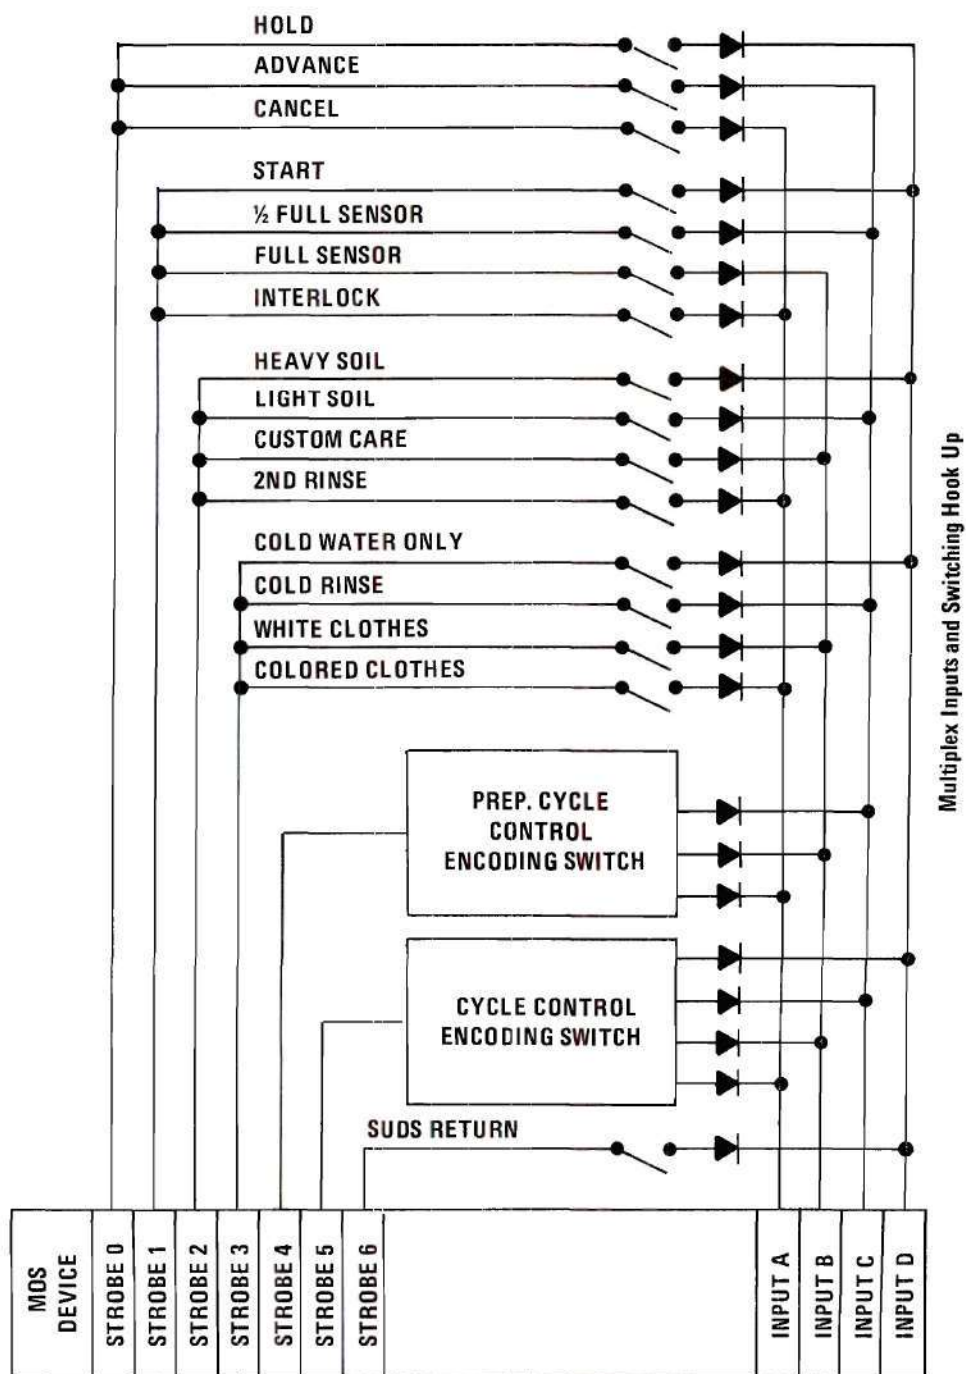 HOLD
ADVANCE
CANCEL
START
½ FULL SENSOR
FULL SENSOR
INTERLOCK
HEAVY SOIL
LIGHT SOIL
CUSTOM CARE
2ND RINSE
COLD WATER ONLY
COLD RINSE
WHITE CLOTHES
COLORED CLOTHES
PREP. CYCLE
CONTROL
ENCODING SWITCH
CYCLE CONTROL
ENCODING SWITCH
SUDS RETURN
MOS
DEVICE
STROBE 0
STROBE 1
STROBE 2
STROBE 3
STROBE 4
STROBE 5
STROBE 6
INPUT A
INPUT B
INPUT C
INPUT D
Multiplex Inputs and Switching Hook Up